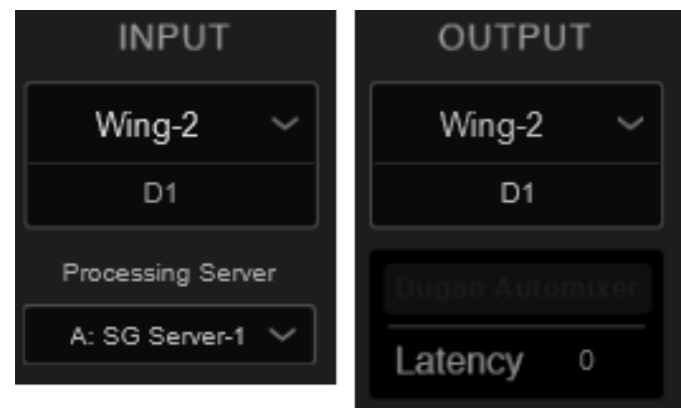 INPUT
Wing-2
D1
Processing Server
A: SG Server-1
OUTPUT
Wing-2
D1
Dugan Automixer
Latency 0